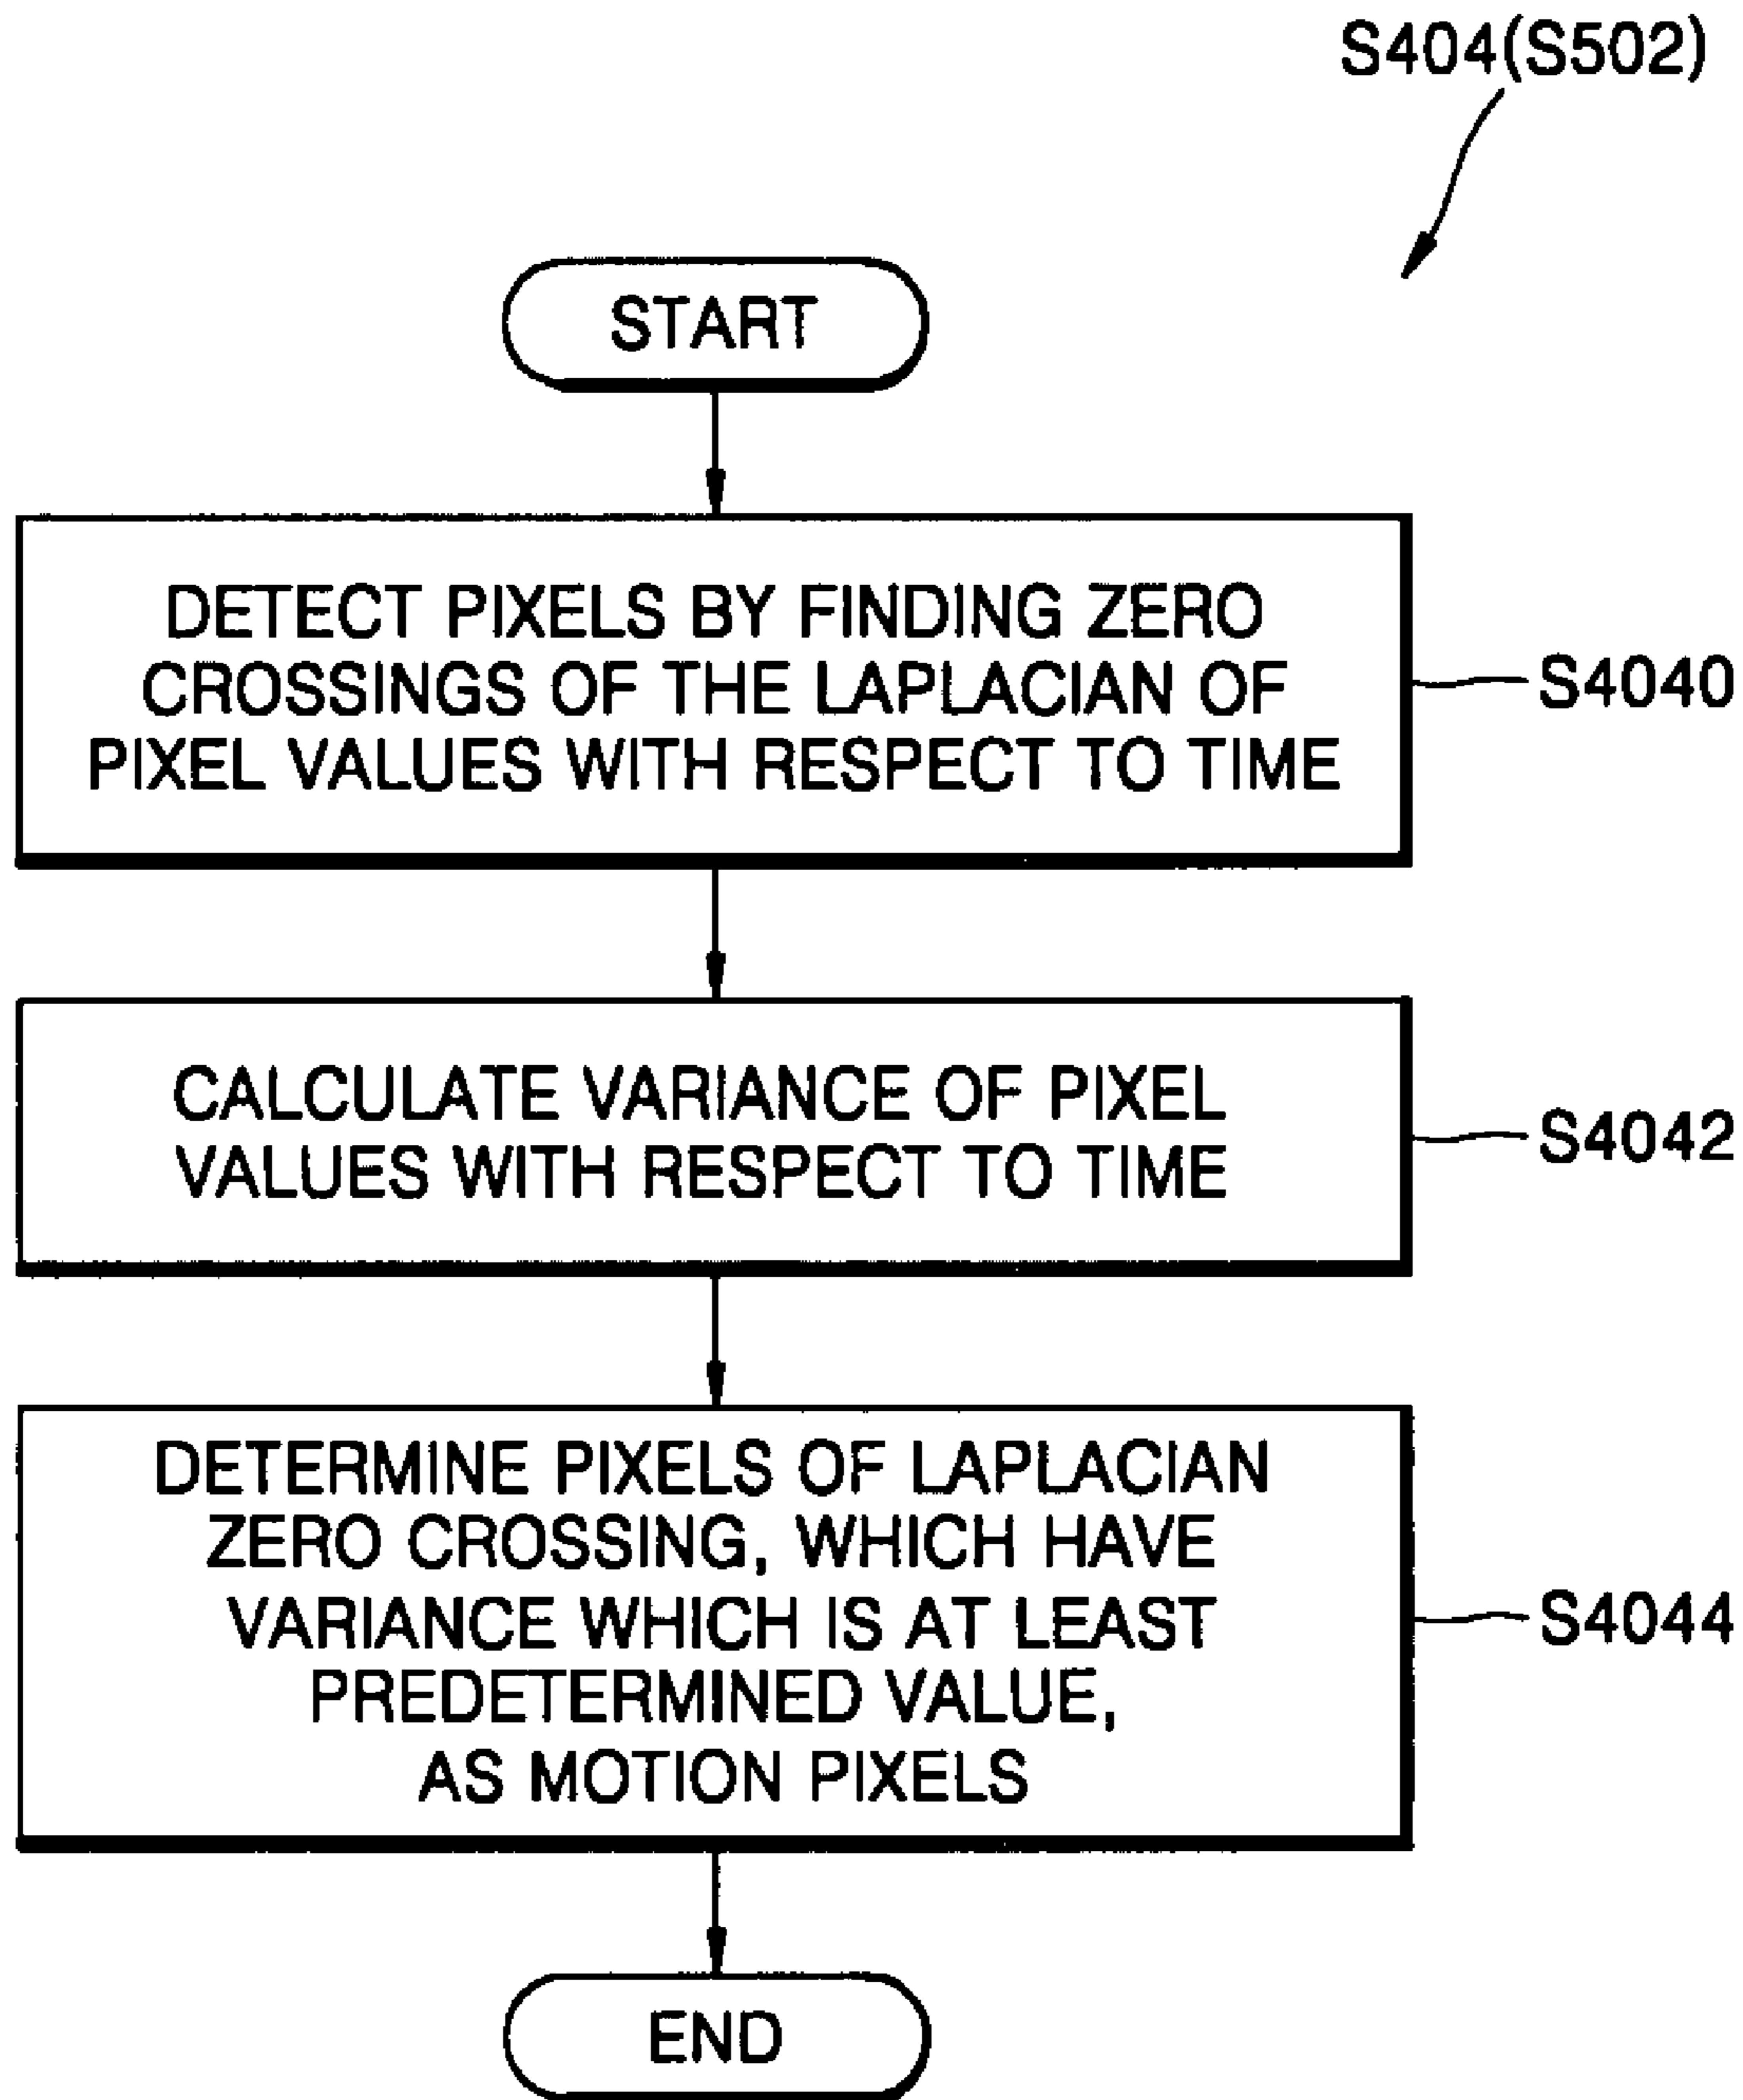 S404(S502)
START
DETECT PIXELS BY FINDING ZERO
CROSSINGS OF THE LAPLACIAN OF
PIXEL VALUES WITH RESPECT TO TIME
S4040
CALCULATE VARIANCE OF PIXEL
VALUES WITH RESPECT TO TIME
S4042
DETERMINE PIXELS OF LAPLACIAN
ZERO CROSSING, WHICH HAVE
VARIANCE WHICH IS AT LEAST
PREDETERMINED VALUE,
AS MOTION PIXELS
S4044
END